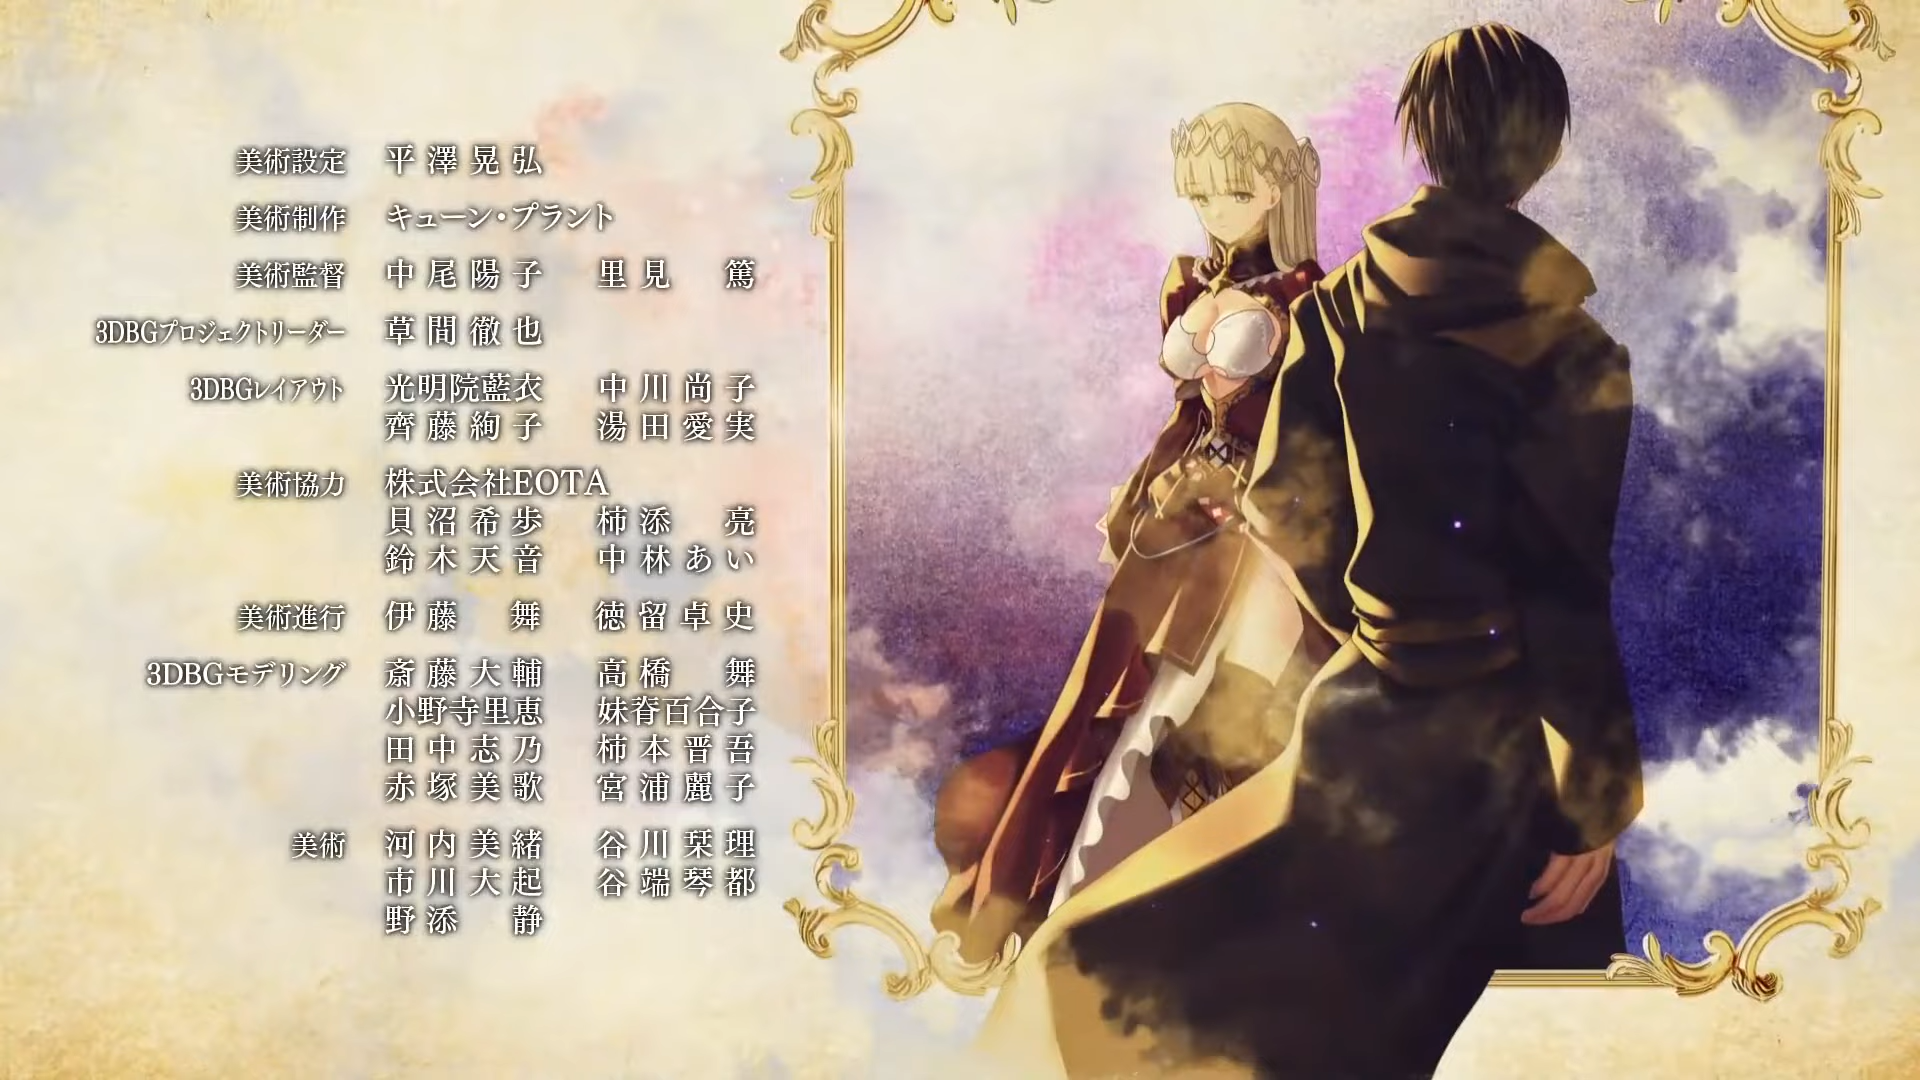 美術設定 平澤晃弘
美術制作 キューン・プラント
美術監督 中尾陽子 里見篤
3DBGプロジェクトリーダー 草間徹也
3DBGレイアウト 光明院藍衣 中川尚子
齊藤絢子 湯田愛実
美術協力 株式会社EOTA
貝沼希歩 柿添亮
鈴木天音 中林あい
美術進行 伊藤舞 徳留卓史
3DBGモデリング 斎藤大輔 高橋舞
小野寺里恵 妹脊百合子
田中志乃 柿本晋吾
赤塚美歌 宮浦麗子
美術 河内美緒 谷川栞理
市川大起 谷端琴都
野添静